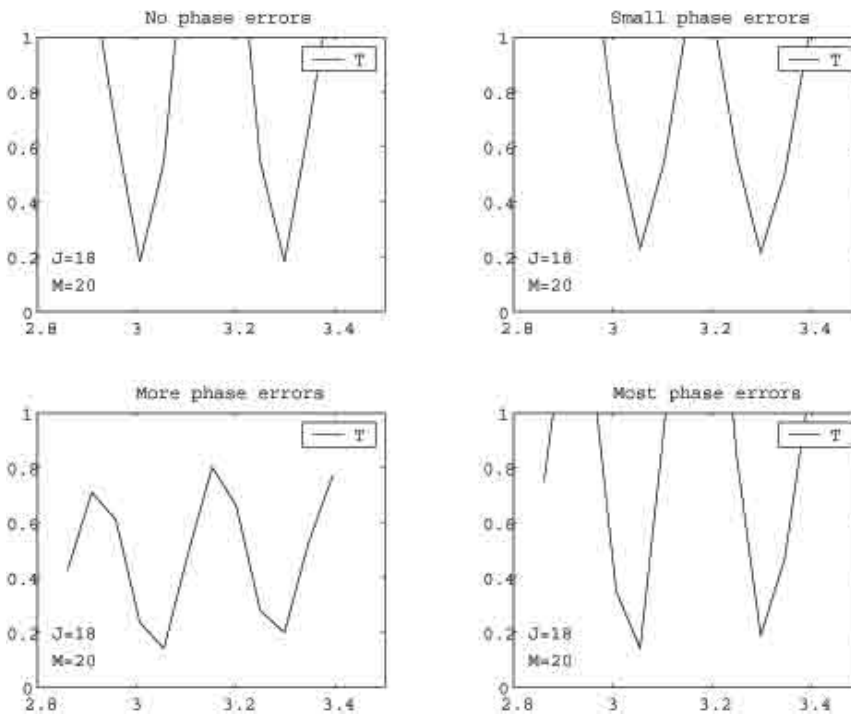 No phase errors
1
T
0.8
0.6
0.4
0.2
J=18
M=20
0
2.8 3 3.2 3.4
Small phase errors
1
T
0.8
0.6
0.4
0.2
J=18
M=20
0
2.8 3 3.2 3.4
More phase errors
1
T
0.8
0.6
0.4
0.2
J=18
M=20
0
2.8 3 3.2 3.4
Most phase errors
1
T
0.8
0.6
0.4
0.2
J=18
M=20
0
2.8 3 3.2 3.4